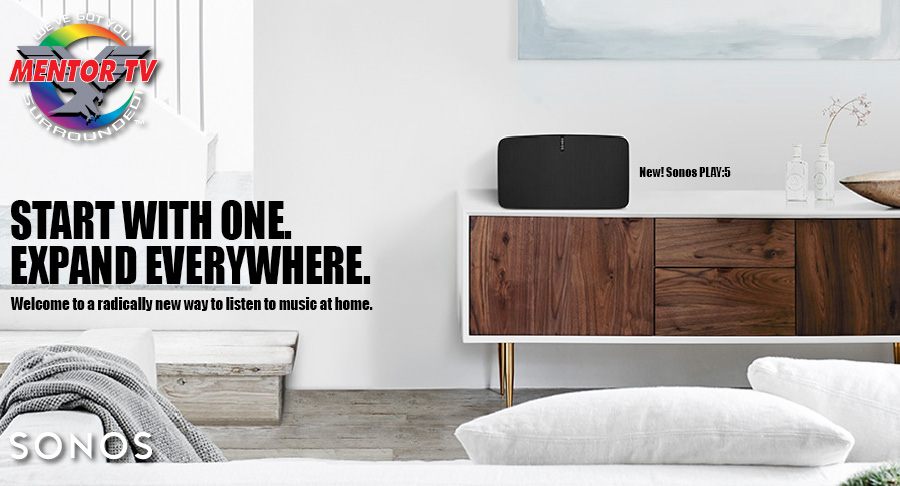 WE'VE GOT YOU
MENTOR TV
SURROUNDED!
New! Sonos PLAY:5
START WITH ONE.
EXPAND EVERYWHERE.
Welcome to a radically new way to listen to music at home.
SONOS